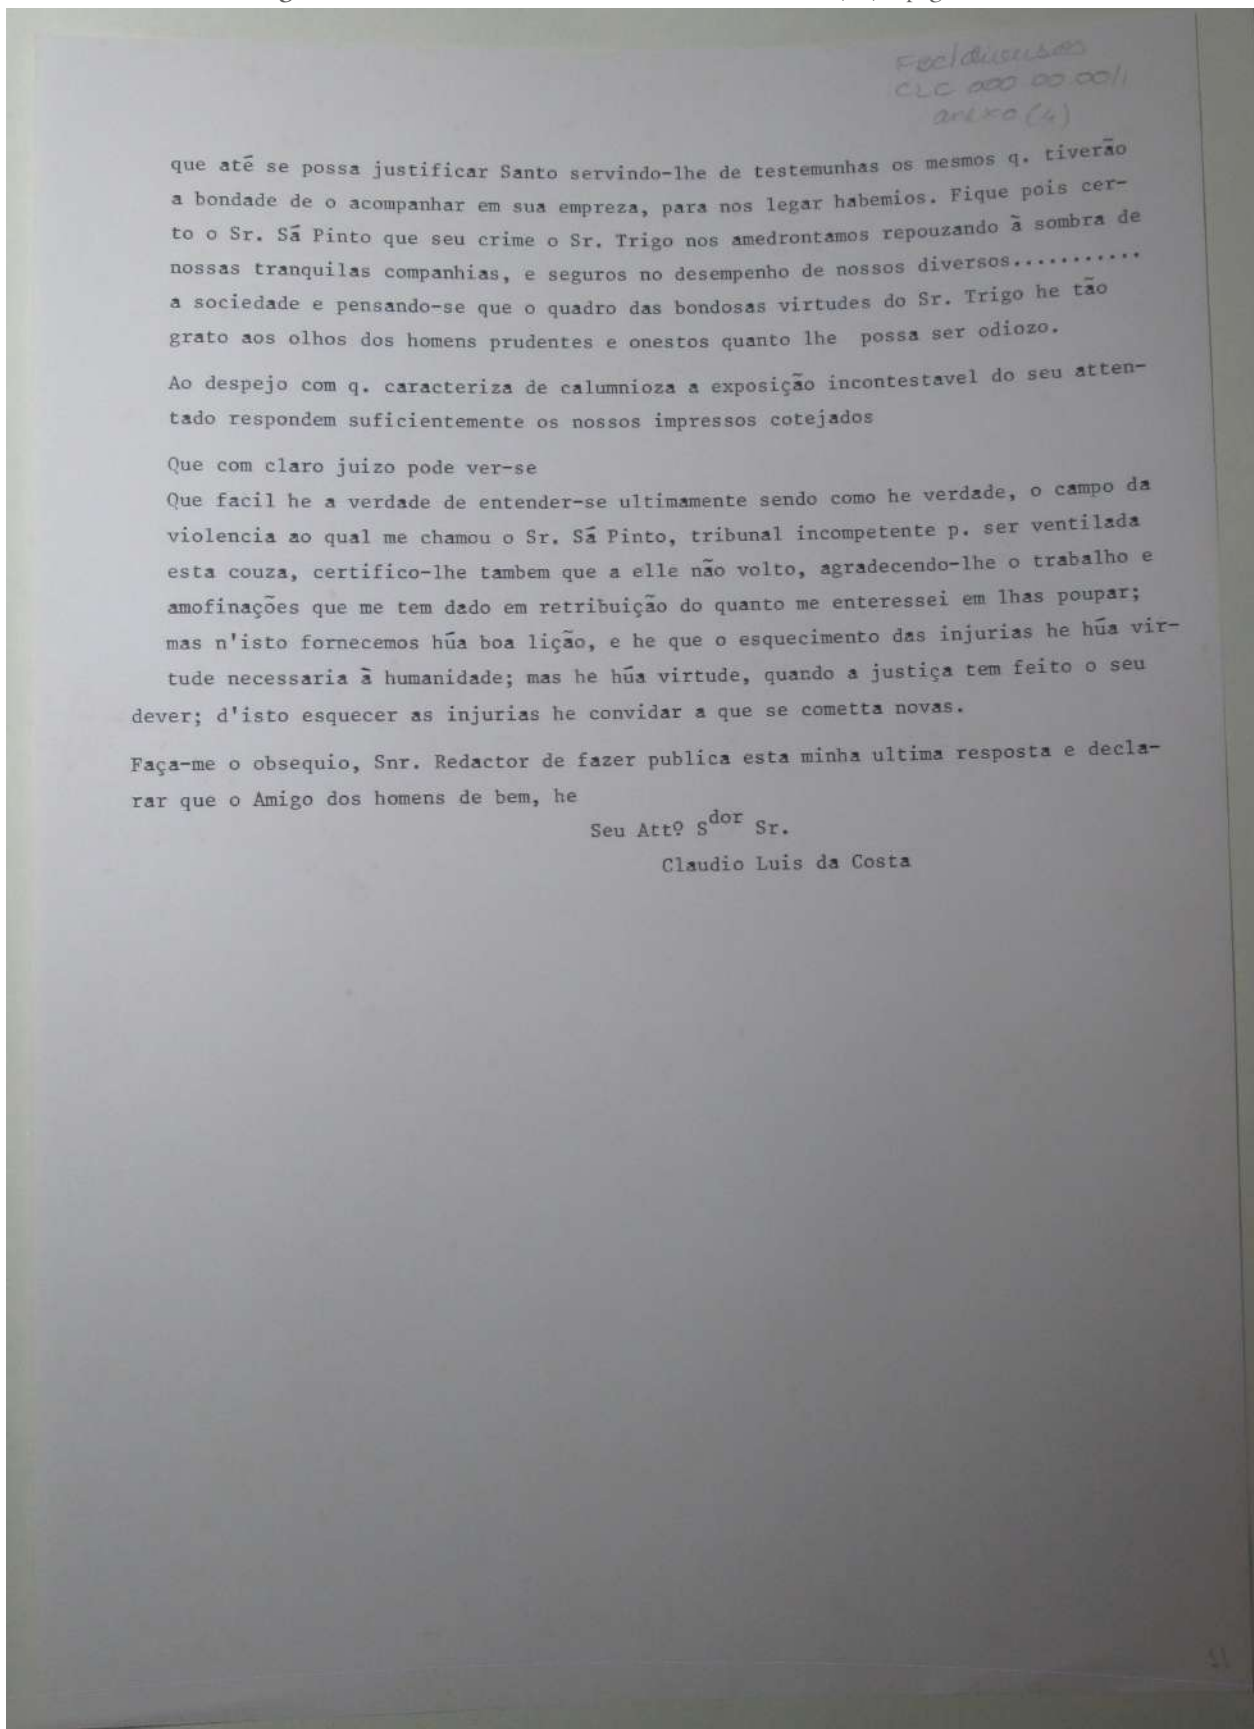 CLC 000 00.00/1
anexo (4)
que até se possa justificar Santo servindo-lhe de testemunhas os mesmos q. tiverão
a bondade de o acompanhar em sua empreza, para nos legar habemios. Fique pois cer-
to o Sr. Sá Pinto que seu crime o Sr. Trigo nos amedrontamos repouzando à sombra de
nossas tranquilas companhias, e seguros no desempenho de nossos diversos...........
a sociedade e pensando-se que o quadro das bondosas virtudes do Sr. Trigo he tão
grato aos olhos dos homens prudentes e onestos quanto lhe possa ser odiozo.
Ao despejo com q. caracteriza de calumnioza a exposição incontestavel do seu atten-
tado respondem suficientemente os nossos impressos cotejados
Que com claro juizo pode ver-se
Que facil he a verdade de entender-se ultimamente sendo como he verdade, o campo da
violencia ao qual me chamou o Sr. Sá Pinto, tribunal incompetente p. ser ventilada
esta couza, certifico-lhe tambem que a elle não volto, agradecendo-lhe o trabalho e
amofinações que me tem dado em retribuição do quanto me enteressei em lhas poupar;
mas n'isto fornecemos hũa boa lição, e he que o esquecimento das injurias he hũa vir-
tude necessaria à humanidade; mas he hũa virtude, quando a justiça tem feito o seu
dever; d'isto esquecer as injurias he convidar a que se cometta novas.
Faça-me o obsequio, Snr. Redactor de fazer publica esta minha ultima resposta e decla-
rar que o Amigo dos homens de bem, he
Seu Attº Sdor Sr.
Claudio Luis da Costa